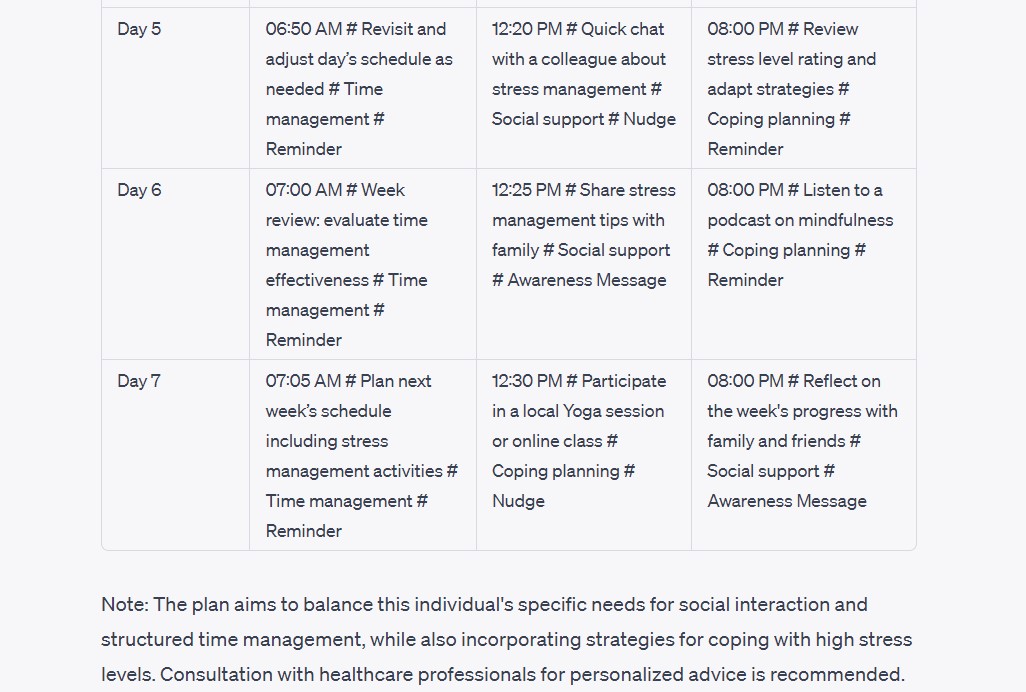 Day 5
06:50 AM # Revisit and
adjust day’s schedule as
needed # Time
management #
Reminder
12:20 PM # Quick chat
with a colleague about
stress management #
Social support # Nudge
08:00 PM # Review
stress level rating and
adapt strategies #
Coping planning #
Reminder
Day 6
07:00 AM # Week
review: evaluate time
management
effectiveness # Time
management #
Reminder
12:25 PM # Share stress
management tips with
family # Social support
# Awareness Message
08:00 PM # Listen to a
podcast on mindfulness
# Coping planning #
Reminder
Day 7
07:05 AM # Plan next
week’s schedule
including stress
management activities #
Time management #
Reminder
12:30 PM # Participate
in a local Yoga session
or online class #
Coping planning #
Nudge
08:00 PM # Reflect on
the week's progress with
family and friends #
Social support #
Awareness Message
Note: The plan aims to balance this individual's specific needs for social interaction and
structured time management, while also incorporating strategies for coping with high stress
levels. Consultation with healthcare professionals for personalized advice is recommended.